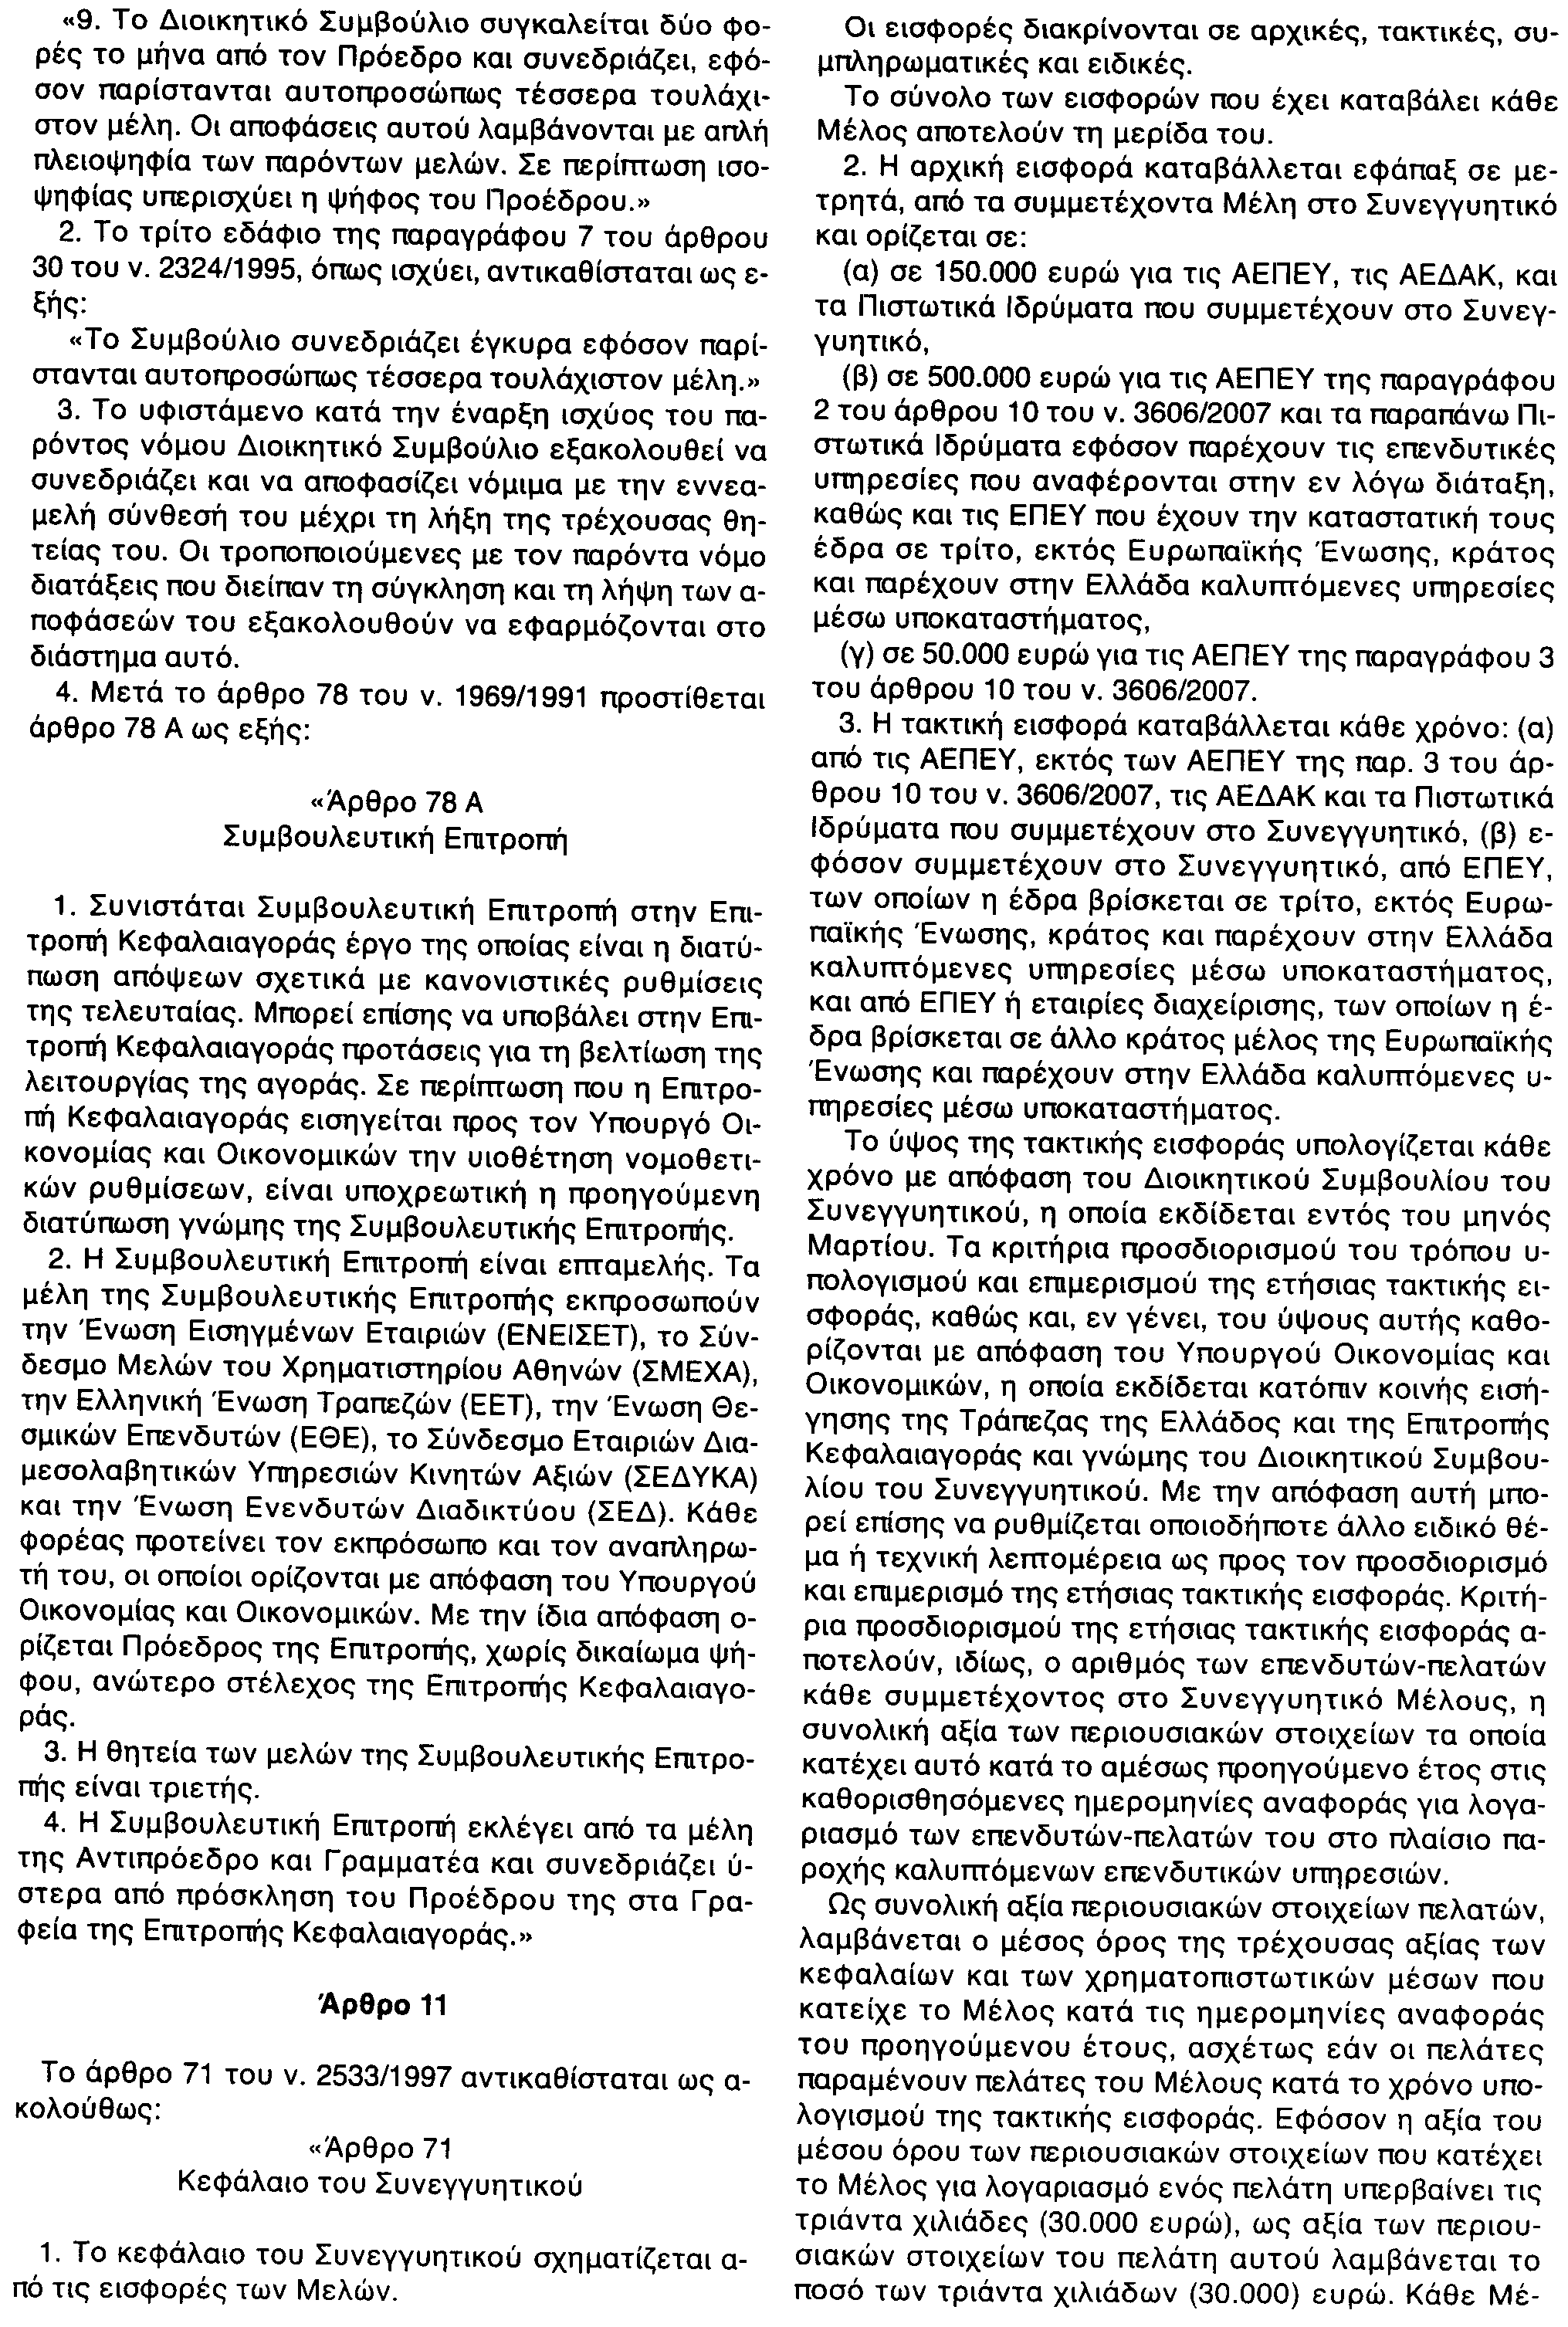 «9. Το Διοικητικό Συμβούλιο συγκαλείται δύο φο-
ρές το μήνα από τον Πρόεδρο και συνεδριάζει, εφό-
σον παρίστανται αυτοπροσώπως τέσσερα τουλάχι-
στον μέλη. Οι αποφάσεις αυτού λαμβάνονται με απλή
πλειοψηφία των παρόντων μελών. Σε περίπτωση ισο-
ψηφίας υπερισχύει η ψήφος του Προέδρου.»
2. Το τρίτο εδάφιο της παραγράφου 7 του άρθρου
30 του ν. 2324/1995, όπως ισχύει, αντικαθίσταται ως ε-
ξής:
«Το Συμβούλιο συνεδριάζει έγκυρα εφόσον παρί-
στανται αυτοπροσώπως τέσσερα τουλάχιστον μέλη.»
3. Το υφιστάμενο κατά την έναρξη ισχύος του πα-
ρόντος νόμου Διοικητικό Συμβούλιο εξακολουθεί να
συνεδριάζει και να αποφασίζει νόμιμα με την εννεα-
μελή σύνθεσή του μέχρι τη λήξη της τρέχουσας θη-
τείας του. Οι τροποποιούμενες με τον παρόντα νόμο
διατάξεις που διείπαν τη σύγκληση και τη λήψη των α-
ποφάσεών του εξακολουθούν να εφαρμόζονται στο
διάστημα αυτό.
4. Μετά το άρθρο 78 του ν. 1969/1991 προστίθεται
άρθρο 78 Α ως εξής:
«Άρθρο 78 Α
Συμβουλευτική Επιτροπή
1. Συνιστάται Συμβουλευτική Επιτροπή στην Επι-
τροπή Κεφαλαιαγοράς έργο της οποίας είναι η διατύ-
πωση απόψεων σχετικά με κανονιστικές ρυθμίσεις
της τελευταίας. Μπορεί επίσης να υποβάλει στην Επι-
τροπή Κεφαλαιαγοράς προτάσεις για τη βελτίωση της
λειτουργίας της αγοράς. Σε περίπτωση που η Επιτρο-
πή Κεφαλαιαγοράς εισηγείται προς τον Υπουργό Οι-
κονομίας και Οικονομικών την υιοθέτηση νομοθετι-
κών ρυθμίσεων, είναι υποχρεωτική η προηγούμενη
διατύπωση γνώμης της Συμβουλευτικής Επιτροπής.
2. Η Συμβουλευτική Επιτροπή είναι επταμελής. Τα
μέλη της Συμβουλευτικής Επιτροπής εκπροσωπούν
την Ένωση Εισηγμένων Εταιριών (ΕΝΕΙΣΕΤ), το Σύν-
δεσμο Μελών του Χρηματιστηρίου Αθηνών (ΣΜΕΧΑ),
την Ελληνική Ένωση Τραπεζών (ΕΕΤ), την Ένωση Θε-
σμικών Επενδυτών (ΕΘΕ), το Σύνδεσμο Εταιριών Δια-
μεσολαβητικών Υπηρεσιών Κινητών Αξιών (ΣΕΔΥΚΑ)
και την Ένωση Ενενδυτών Διαδικτύου (ΣΕΔ). Κάθε
φορέας προτείνει τον εκπρόσωπο και τον αναπληρω-
τή του, οι οποίοι ορίζονται με απόφαση του Υπουργού
Οικονομίας και Οικονομικών. Με την ίδια απόφαση ο-
ρίζεται Πρόεδρος της Επιτροπής, χωρίς δικαίωμα ψή-
φου, ανώτερο στέλεχος της Επιτροπής Κεφαλαιαγο-
ράς.
3. Η θητεία των μελών της Συμβουλευτικής Επιτρο-
πής είναι τριετής.
4. Η Συμβουλευτική Επιτροπή εκλέγει από τα μέλη
της Αντιπρόεδρο και Γραμματέα και συνεδριάζει ύ-
στερα από πρόσκληση του Προέδρου της στα Γρα-
φεία της Επιτροπής Κεφαλαιαγοράς.»
Άρθρο 11
Το άρθρο 71 του ν. 2533/1997 αντικαθίσταται ως α-
κολούθως:
«Άρθρο 71
Κεφάλαιο του Συνεγγυητικού
1. Το κεφάλαιο του Συνεγγυητικού σχηματίζεται α-
πό τις εισφορές των Μελών.
Οι εισφορές διακρίνονται σε αρχικές, τακτικές, συ-
μπληρωματικές και ειδικές.
Το σύνολο των εισφορών που έχει καταβάλει κάθε
Μέλος αποτελούν τη μερίδα του.
2. Η αρχική εισφορά καταβάλλεται εφάπαξ σε με-
τρητά, από τα συμμετέχοντα Μέλη στο Συνεγγυητικό
και ορίζεται σε:
(α) σε 150.000 ευρώ για τις ΑΕΠΕΥ, τις ΑΕΔΑΚ, και
τα Πιστωτικά Ιδρύματα που συμμετέχουν στο Συνεγ-
γυητικό,
(β) σε 500.000 ευρώ για τις ΑΕΠΕΥ της παραγράφου
2 του άρθρου 10 του ν. 3606/2007 και τα παραπάνω Πι-
στωτικά Ιδρύματα εφόσον παρέχουν τις επενδυτικές
υπηρεσίες που αναφέρονται στην εν λόγω διάταξη,
καθώς και τις ΕΠΕΥ που έχουν την καταστατική τους
έδρα σε τρίτο, εκτός Ευρωπαϊκής Ένωσης, κράτος
και παρέχουν στην Ελλάδα καλυπτόμενες υπηρεσίες
μέσω υποκαταστήματος,
(γ) σε 50.000 ευρώ για τις ΑΕΠΕΥ της παραγράφου 3
του άρθρου 10 του ν. 3606/2007.
3. Η τακτική εισφορά καταβάλλεται κάθε χρόνο: (α)
από τις ΑΕΠΕΥ, εκτός των ΑΕΠΕΥ της παρ. 3 του άρ-
θρου 10 του ν. 3606/2007, τις ΑΕΔΑΚ και τα Πιστωτικά
Ιδρύματα που συμμετέχουν στο Συνεγγυητικό, (β) ε-
φόσον συμμετέχουν στο Συνεγγυητικό, από ΕΠΕΥ,
των οποίων η έδρα βρίσκεται σε τρίτο, εκτός Ευρω-
παϊκής Ένωσης, κράτος και παρέχουν στην Ελλάδα
καλυπτόμενες υπηρεσίες μέσω υποκαταστήματος,
και από ΕΠΕΥ ή εταιρίες διαχείρισης, των οποίων η έ-
δρα βρίσκεται σε άλλο κράτος μέλος της Ευρωπαϊκής
Ένωσης και παρέχουν στην Ελλάδα καλυπτόμενες υ-
πηρεσίες μέσω υποκαταστήματος.
Το ύψος της τακτικής εισφοράς υπολογίζεται κάθε
χρόνο με απόφαση του Διοικητικού Συμβουλίου του
Συνεγγυητικού, η οποία εκδίδεται εντός του μηνός
Μαρτίου. Τα κριτήρια προσδιορισμού του τρόπου υ-
πολογισμού και επιμερισμού της ετήσιας τακτικής ει-
σφοράς, καθώς και, εν γένει, του ύψους αυτής καθο-
ρίζονται με απόφαση του Υπουργού Οικονομίας και
Οικονομικών, η οποία εκδίδεται κατόπιν κοινής εισή-
γησης της Τράπεζας της Ελλάδος και της Επιτροπής
Κεφαλαιαγοράς και γνώμης του Διοικητικού Συμβου-
λίου του Συνεγγυητικού. Με την απόφαση αυτή μπο-
ρεί επίσης να ρυθμίζεται οποιοδήποτε άλλο ειδικό θέ-
μα ή τεχνική λεπτομέρεια ως προς τον προσδιορισμό
και επιμερισμό της ετήσιας τακτικής εισφοράς. Κριτή-
ρια προσδιορισμού της ετήσιας τακτικής εισφοράς α-
ποτελούν, ιδίως, ο αριθμός των επενδυτών-πελατών
κάθε συμμετέχοντος στο Συνεγγυητικό Μέλους, η
συνολική αξία των περιουσιακών στοιχείων τα οποία
κατέχει αυτό κατά το αμέσως προηγούμενο έτος στις
καθορισθησόμενες ημερομηνίες αναφοράς για λογα-
ριασμό των επενδυτών-πελατών του στο πλαίσιο πα-
ροχής καλυπτόμενων επενδυτικών υπηρεσιών.
Ως συνολική αξία περιουσιακών στοιχείων πελατών,
λαμβάνεται ο μέσος όρος της τρέχουσας αξίας των
κεφαλαίων και των χρηματοπιστωτικών μέσων που
κατείχε το Μέλος κατά τις ημερομηνίες αναφοράς
του προηγούμενου έτους, ασχέτως εάν οι πελάτες
παραμένουν πελάτες του Μέλους κατά το χρόνο υπο-
λογισμού της τακτικής εισφοράς. Εφόσον η αξία του
μέσου όρου των περιουσιακών στοιχείων που κατέχει
το Μέλος για λογαριασμό ενός πελάτη υπερβαίνει τις
τριάντα χιλιάδες (30.000 ευρώ), ως αξία των περιου-
σιακών στοιχείων του πελάτη αυτού λαμβάνεται το
ποσό των τριάντα χιλιάδων (30.000) ευρώ. Κάθε Μέ-